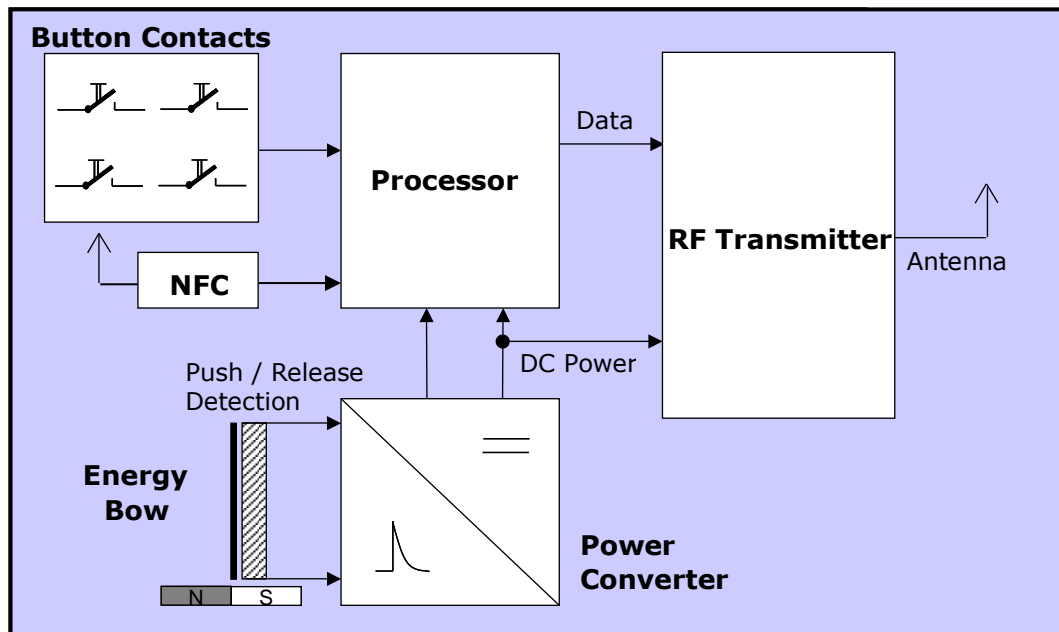 Button Contacts
Data
Processor
RF Transmitter
Antenna
NFC
DC Power
Push / Release
Detection
Energy
Bow
Power
Converter
N S